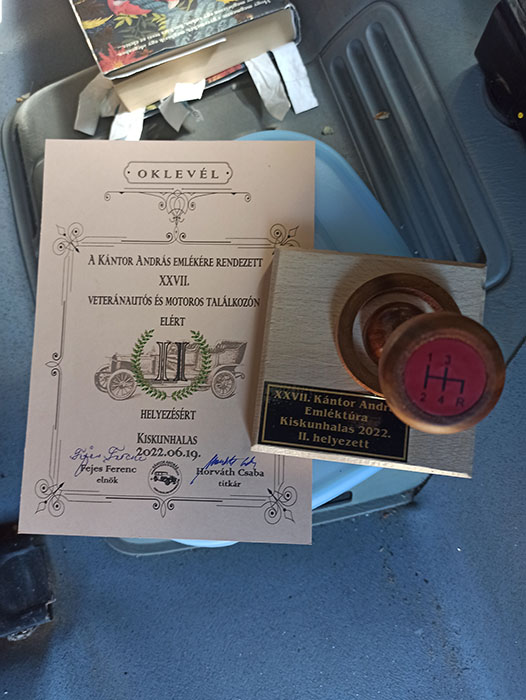 OKLEVÉL
A KÁNTOR ANDRÁS EMLÉKÉRE RENDEZETT
XXVII.
VETERÁNAUTÓS ÉS MOTOROS TALÁLKOZÓN
ELÉRT
II
HELYEZÉSÉRT
KISKUNHALAS
2022.06.19.
Fejes Ferenc
elnök
Horváth Csaba
titkár
XXVII. Kántor András
Emléktúra
Kiskunhalas 2022.
II. helyezett
1 3
2 4 R